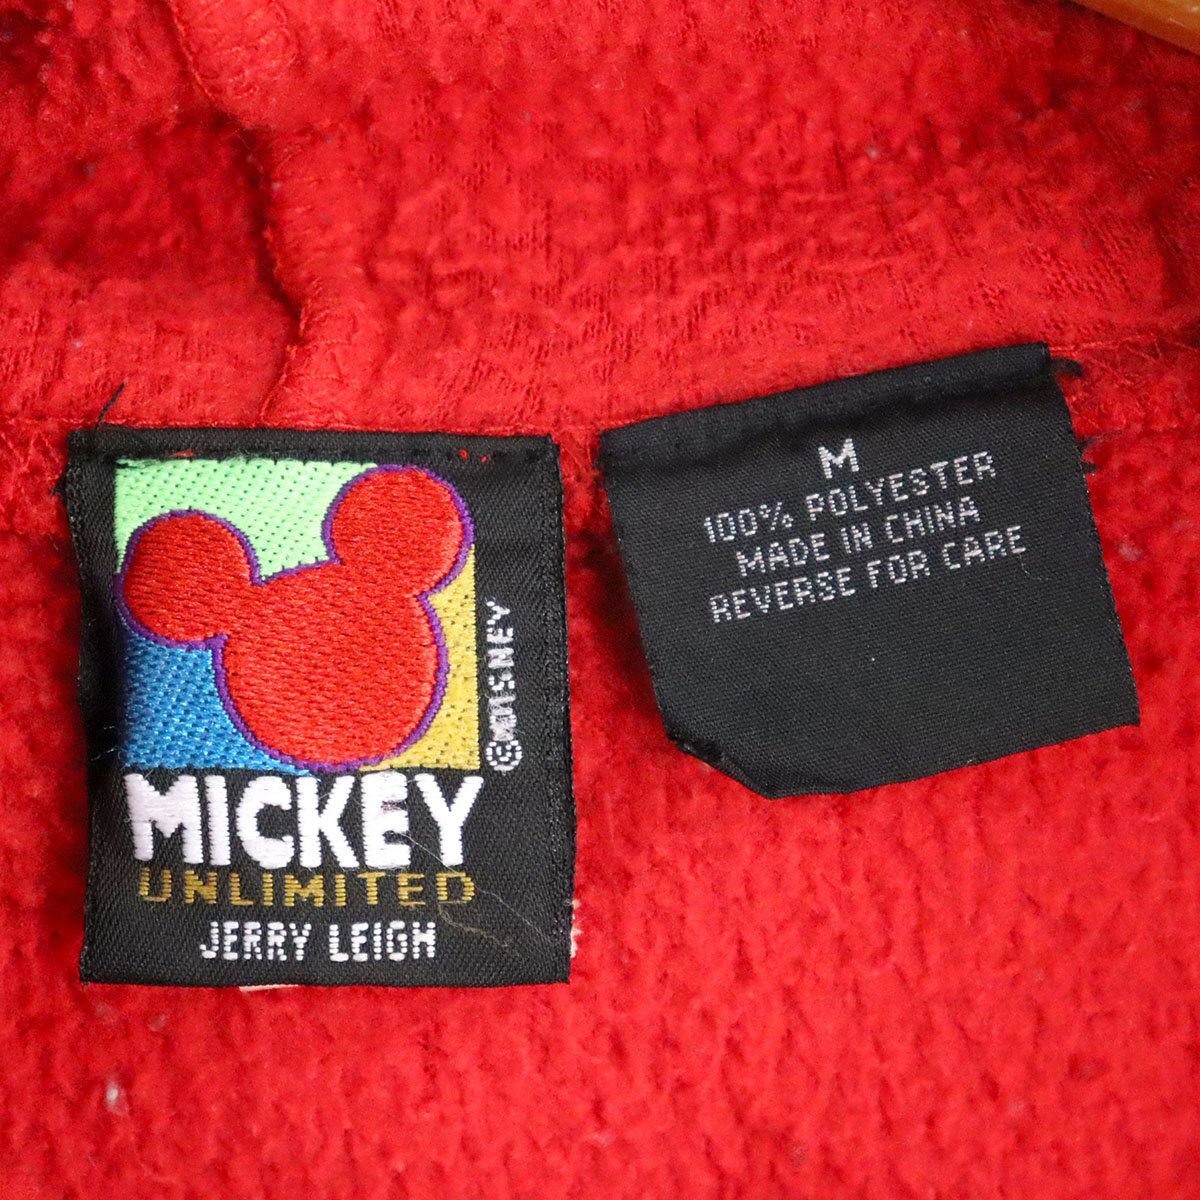 ©DISNEY
MICKEY
UNLIMITED
JERRY LEIGH
M
100% POLYESTER
MADE IN CHINA
REVERSE FOR CARE